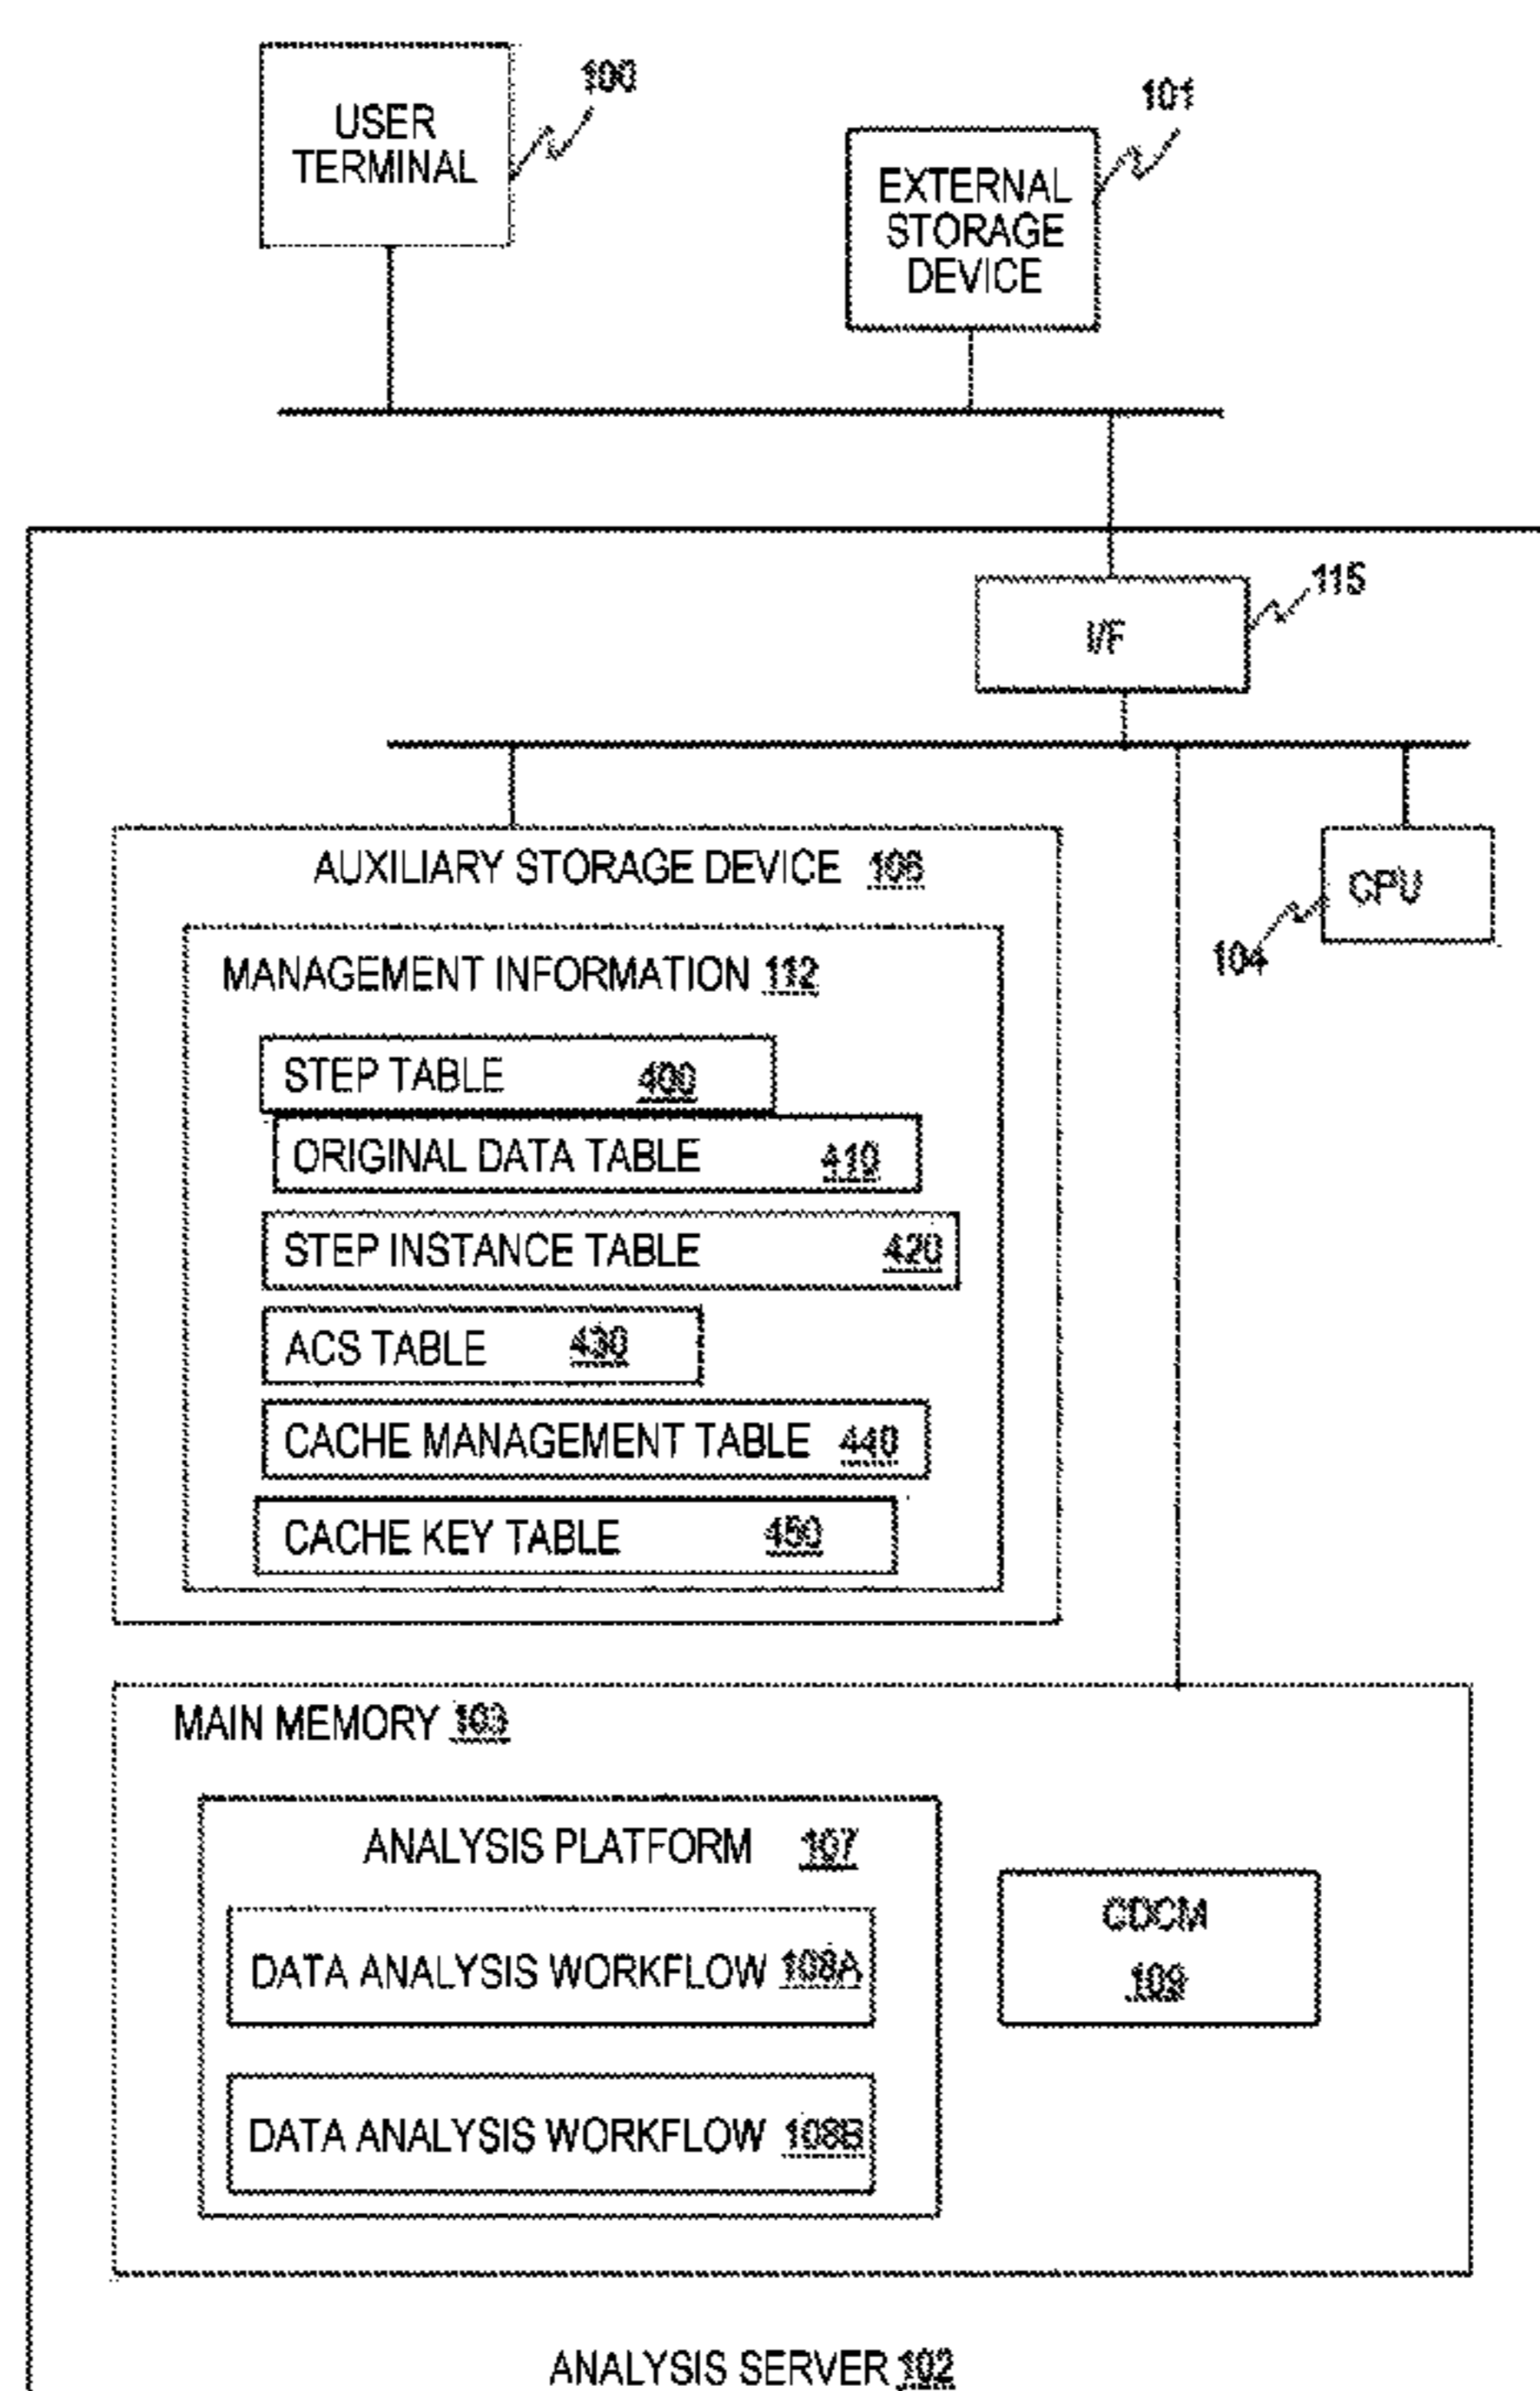 100
USER
TERMINAL
101
EXTERNAL
STORAGE
DEVICE
115
I/F
AUXILIARY STORAGE DEVICE 106
CPU
104
MANAGEMENT INFORMATION 112
STEP TABLE 400
ORIGINAL DATA TABLE 410
STEP INSTANCE TABLE 420
ACS TABLE 430
CACHE MANAGEMENT TABLE 440
CACHE KEY TABLE 450
MAIN MEMORY 103
ANALYSIS PLATFORM 107
DATA ANALYSIS WORKFLOW 108A
GDCM
109
DATA ANALYSIS WORKFLOW 108B
ANALYSIS SERVER 102